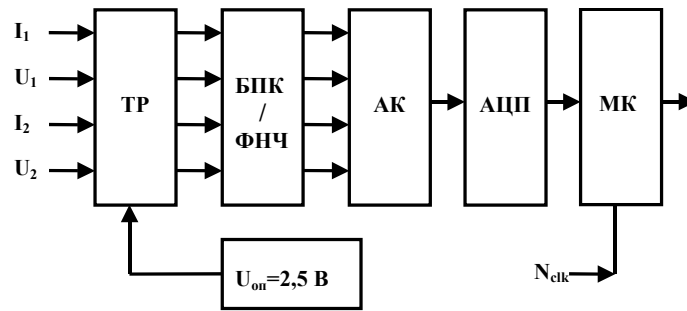 I₁
U₁
I₂
U₂
ТР
БПК
/
ФНЧ
АК
АЦП
МК
Uоп=2,5 В
Nclk